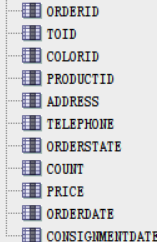 ORDERID
TOID
COLORID
PRODUCTID
ADDRESS
TELEPHONE
ORDERSTATE
COUNT
PRICE
ORDERDATE
CONSIGNMENTDATE